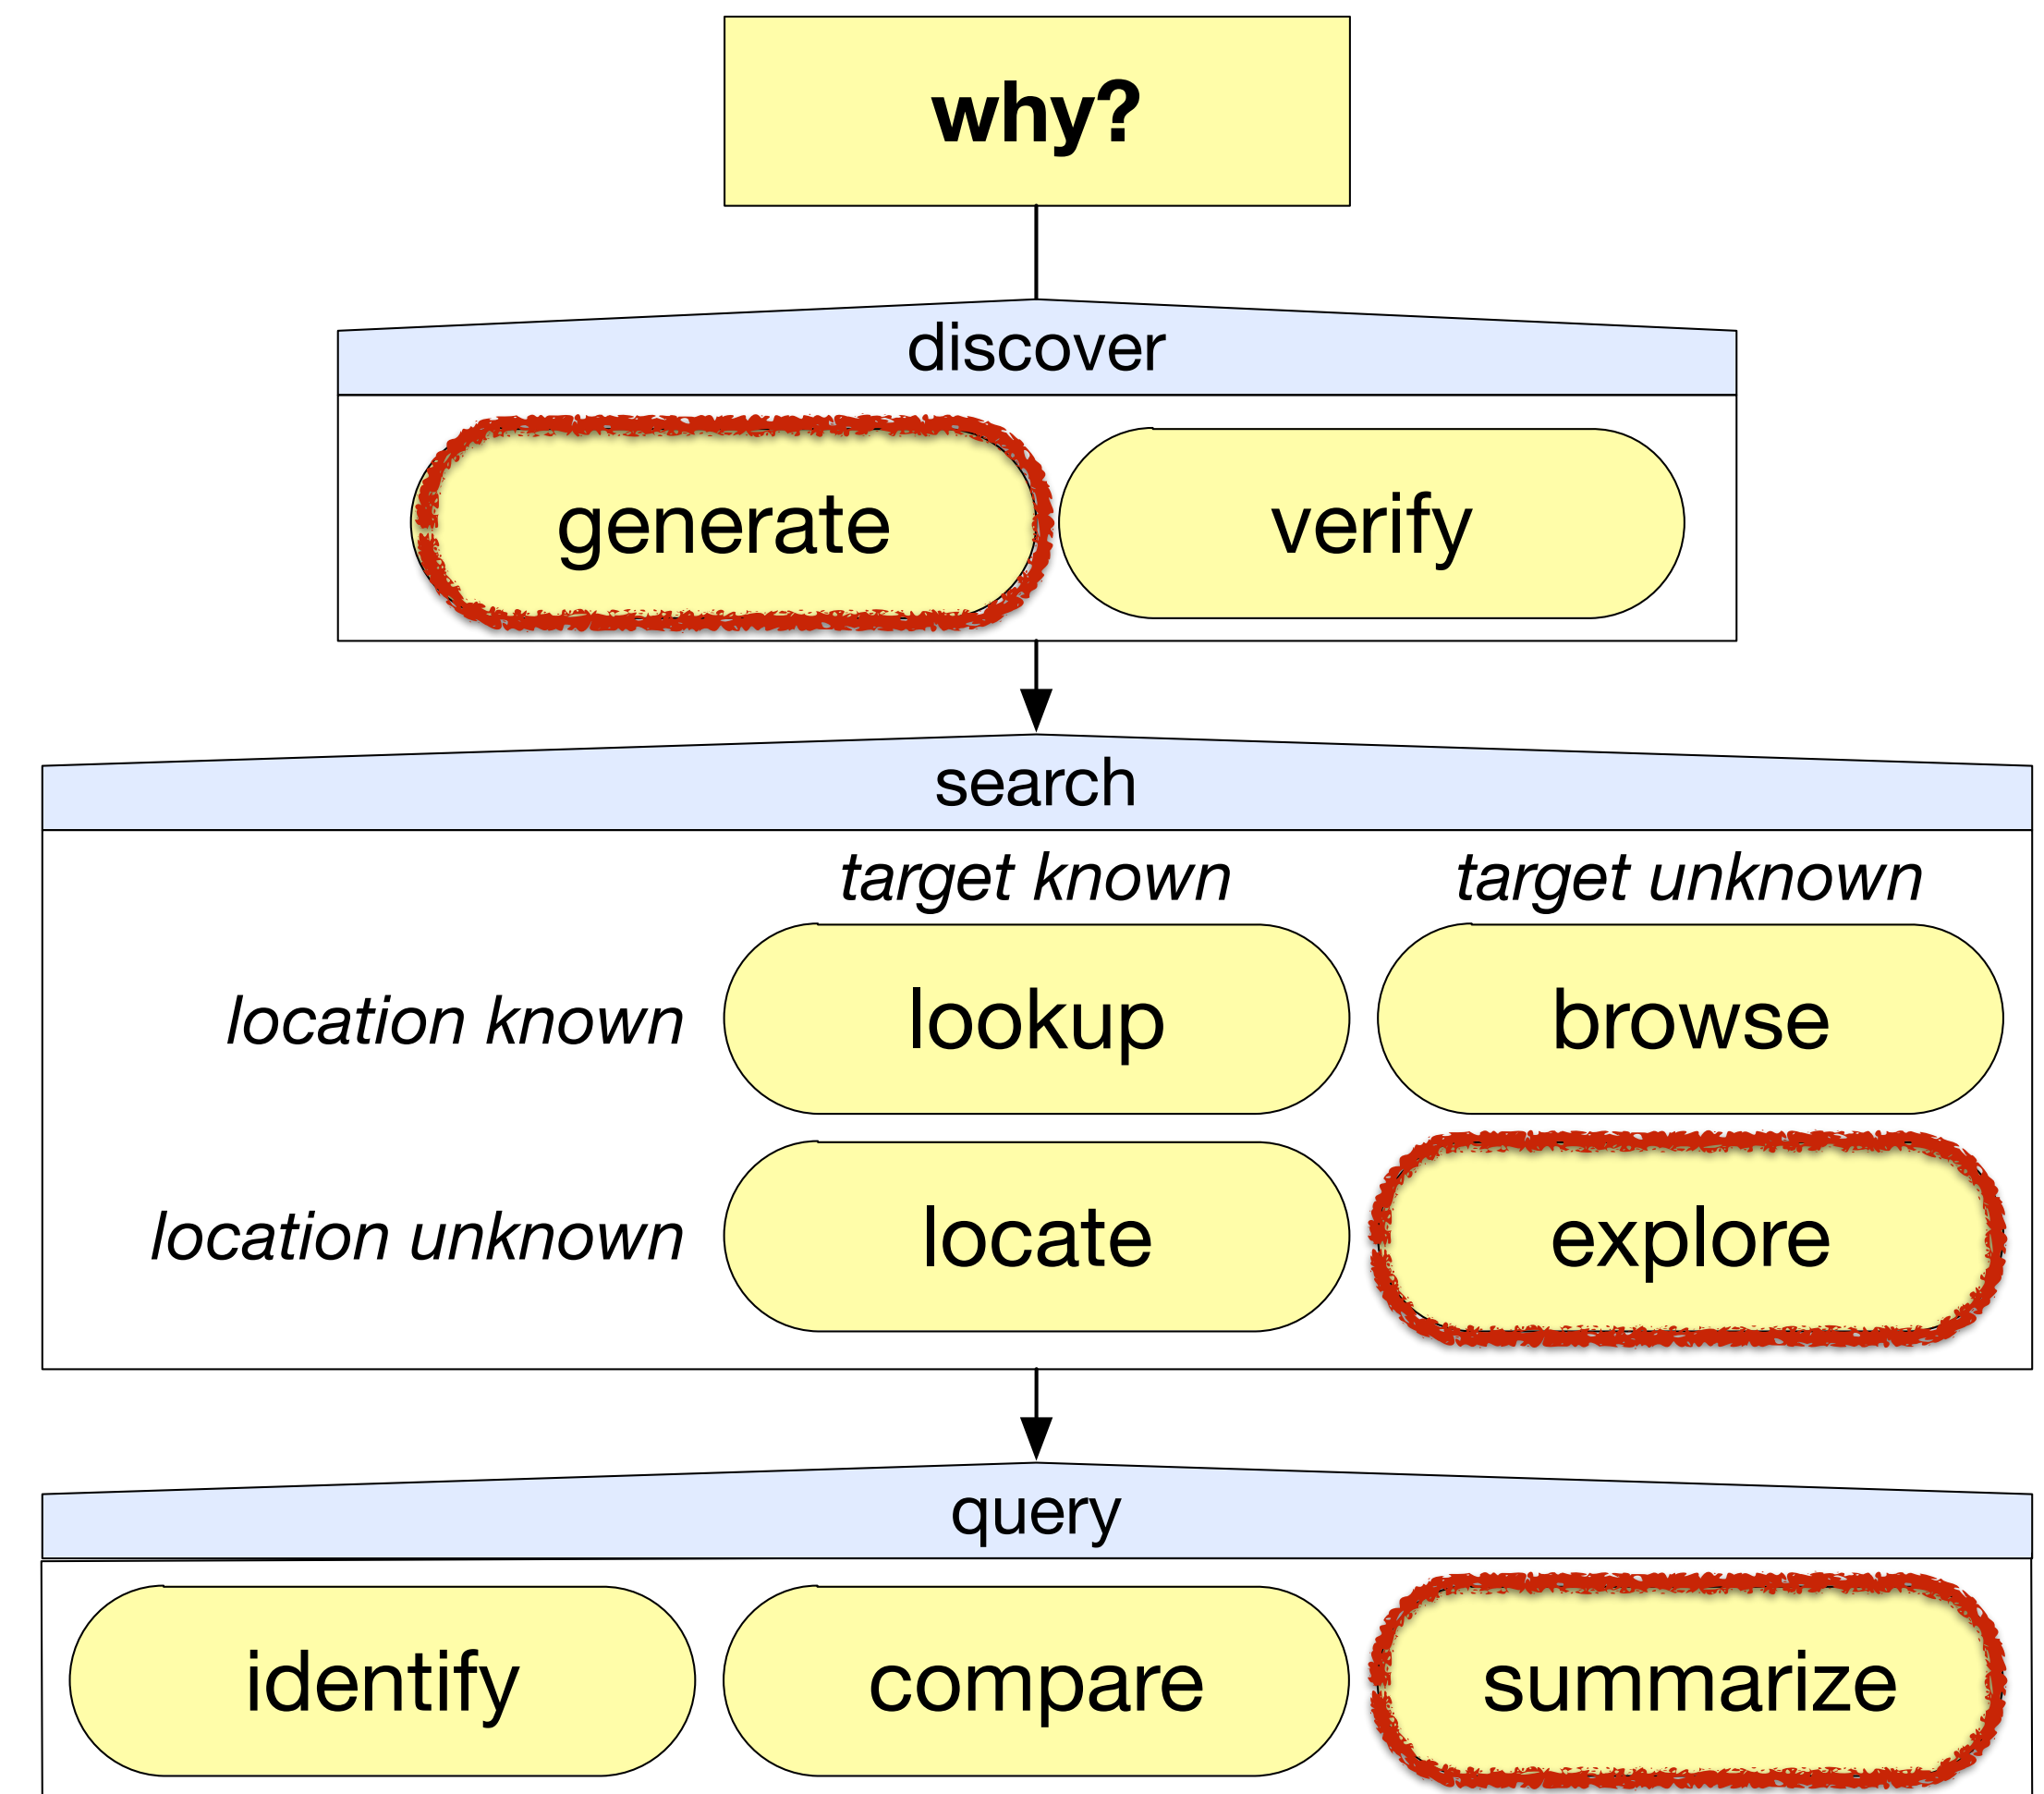 why?
discover
generate verify
search
target known target unknown
location known lookup browse
location unknown locate explore
query
identify compare summarize